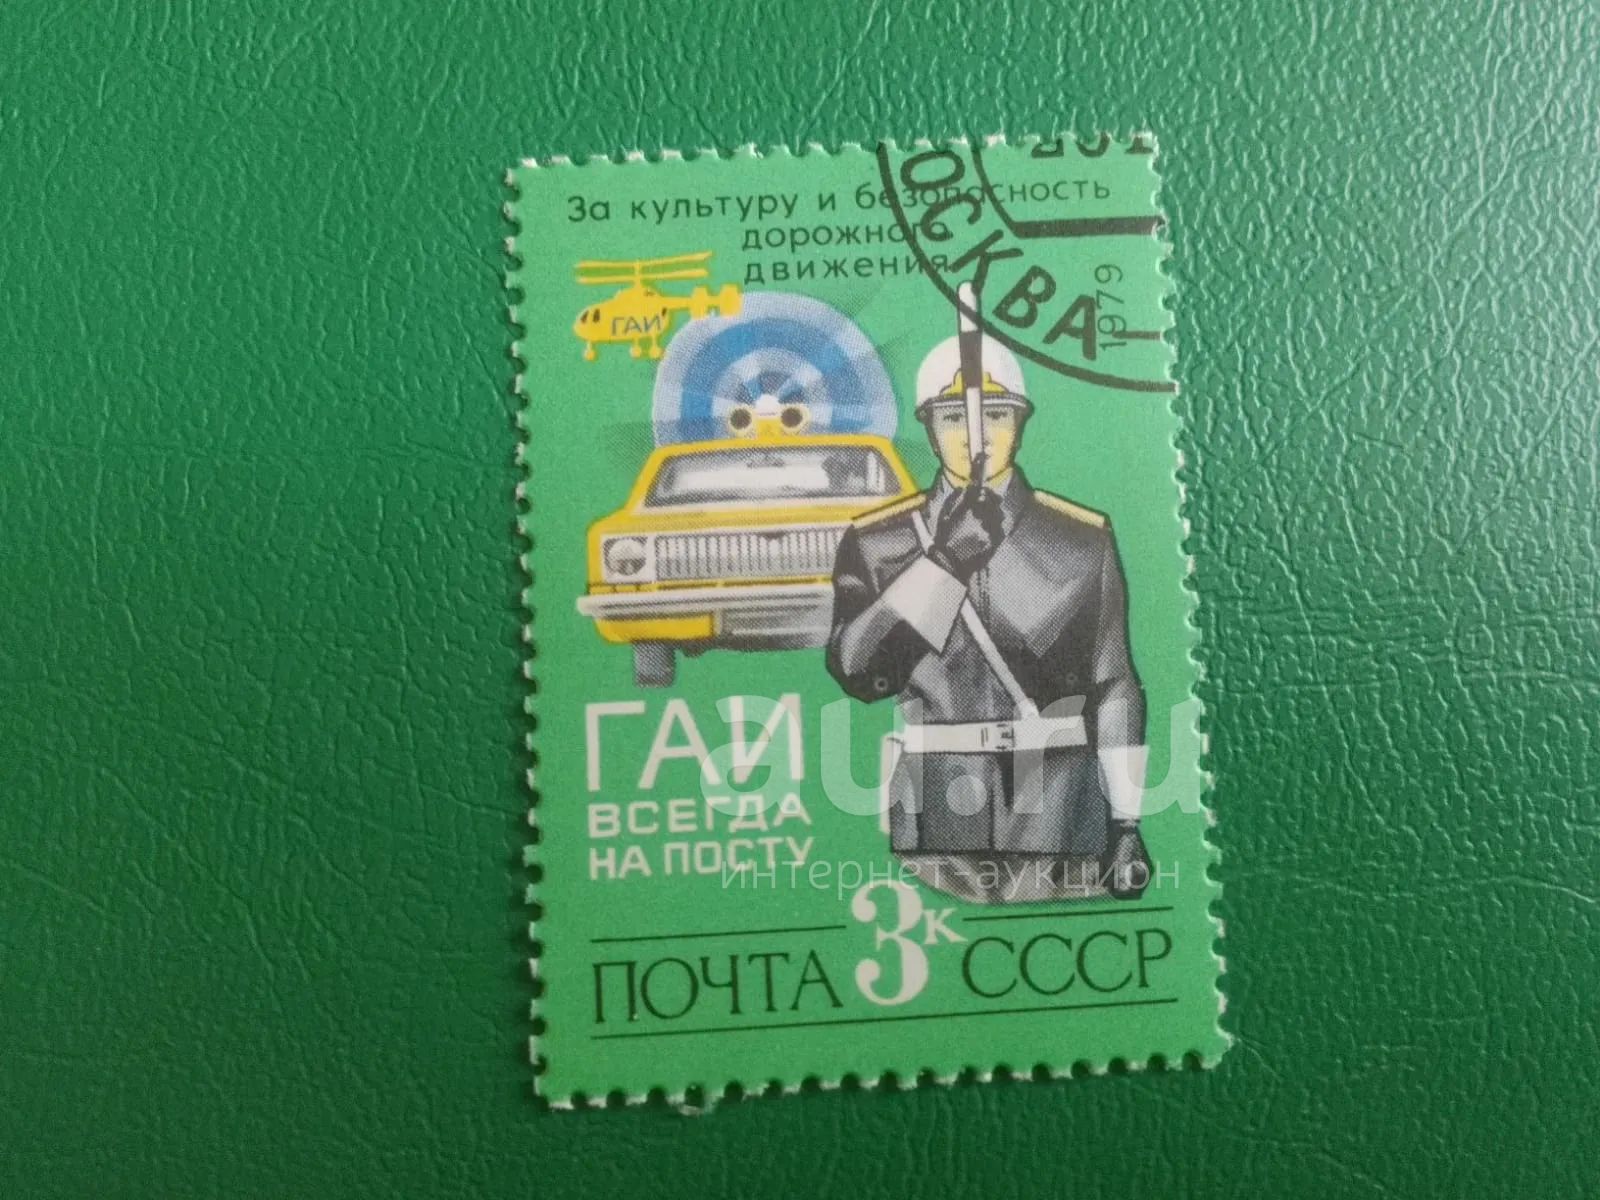 За культуру и безопасность
дорожного
движения
ГАИ
1979
ОСКВА
ГАИ
ВСЕГДА
НА ПОСТУ
au.ru
интернет-аукцион
ПОЧТА 3к СССР